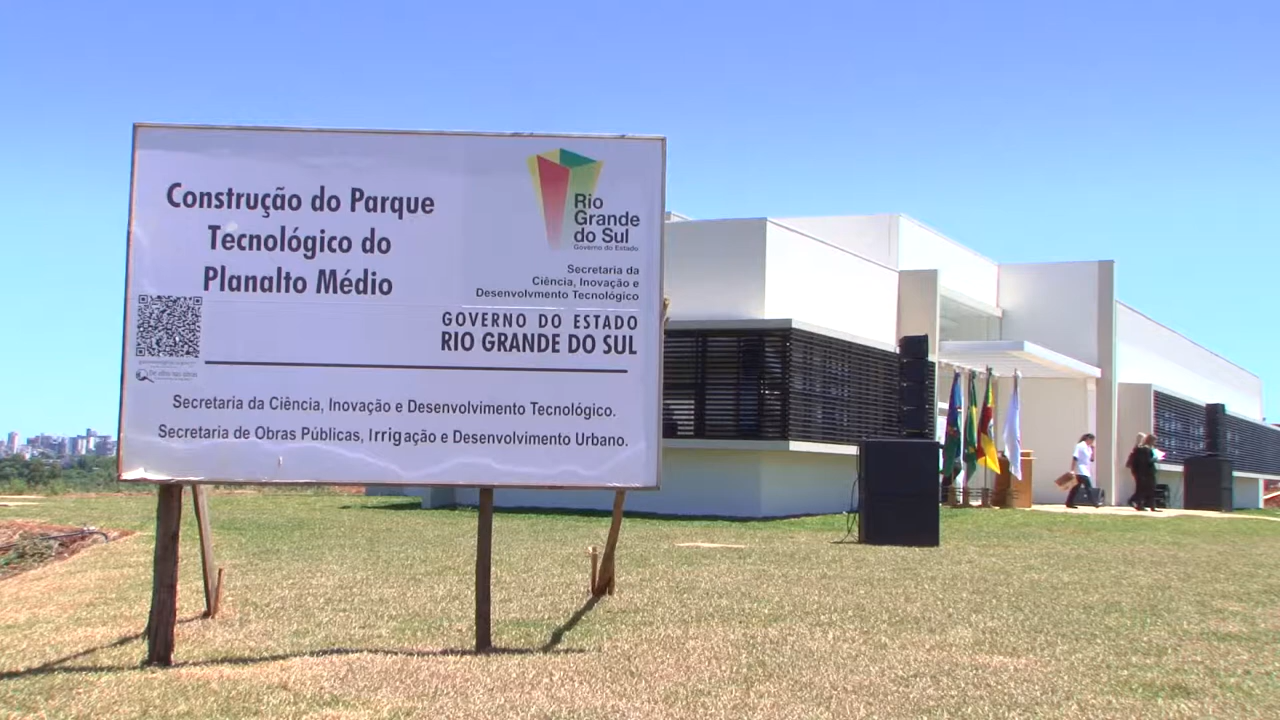 Construção do Parque
Tecnológico do
Planalto Médio
Rio
Grande
do Sul
Governo do Estado
Secretaria da
Ciência, Inovação e
Desenvolvmento Tecnológico
GOVERNO DO ESTADO
RIO GRANDE DO SUL
Secretaria da Ciência, Inovação e Desenvolvimento Tecnológico.
Secretaria de Obras Públicas, Irrigação e Desenvolvimento Urbano.